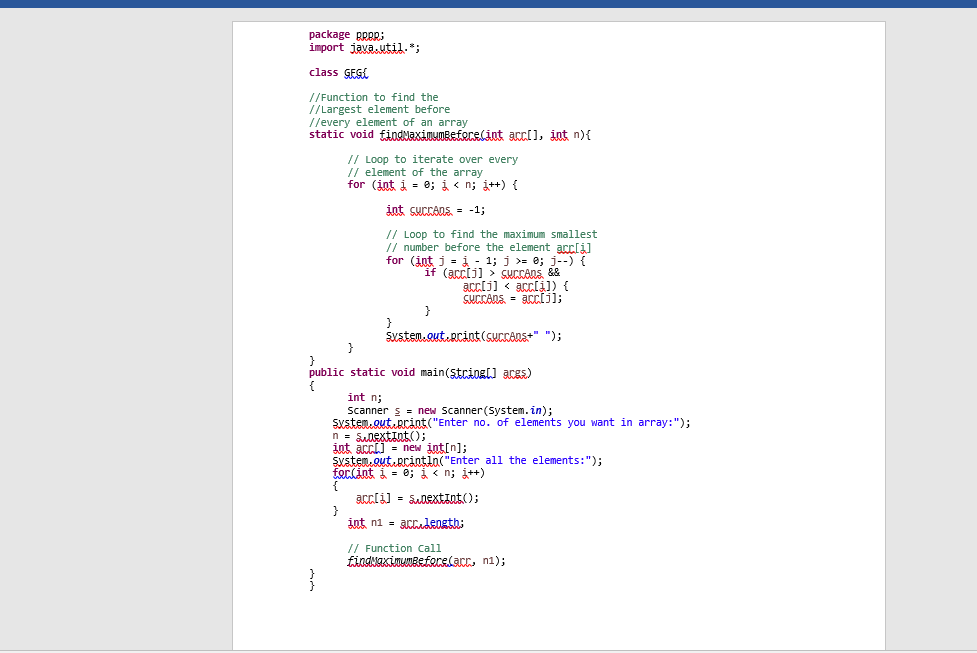 package pppp;
import java.util.*;
class GFG{
//Function to find the
//Largest element before
//every element of an array
static void findMaximumBefore(int arr[], int n){
// Loop to iterate over every
// element of the array
for (int i = 0; i < n; i++) {
int currAns = -1;
// Loop to find the maximum smallest
// number before the element arr[i]
for (int j = i - 1; j >= 0; j--) {
if (arr[j] > currAns &&
arr[j] < arr[i]) {
currAns = arr[j];
}
}
System.out.print(currAns+" ");
}
}
public static void main(String[] args)
{
int n;
Scanner s = new Scanner(System.in);
System.out.print("Enter no. of elements you want in array:");
n = s.nextInt();
int arr[] = new int[n];
System.out.println("Enter all the elements:");
for(int i = 0; i < n; i++)
{
arr[i] = s.nextInt();
}
int n1 = arr.length;
// Function Call
findMaximumBefore(arr, n1);
}
}